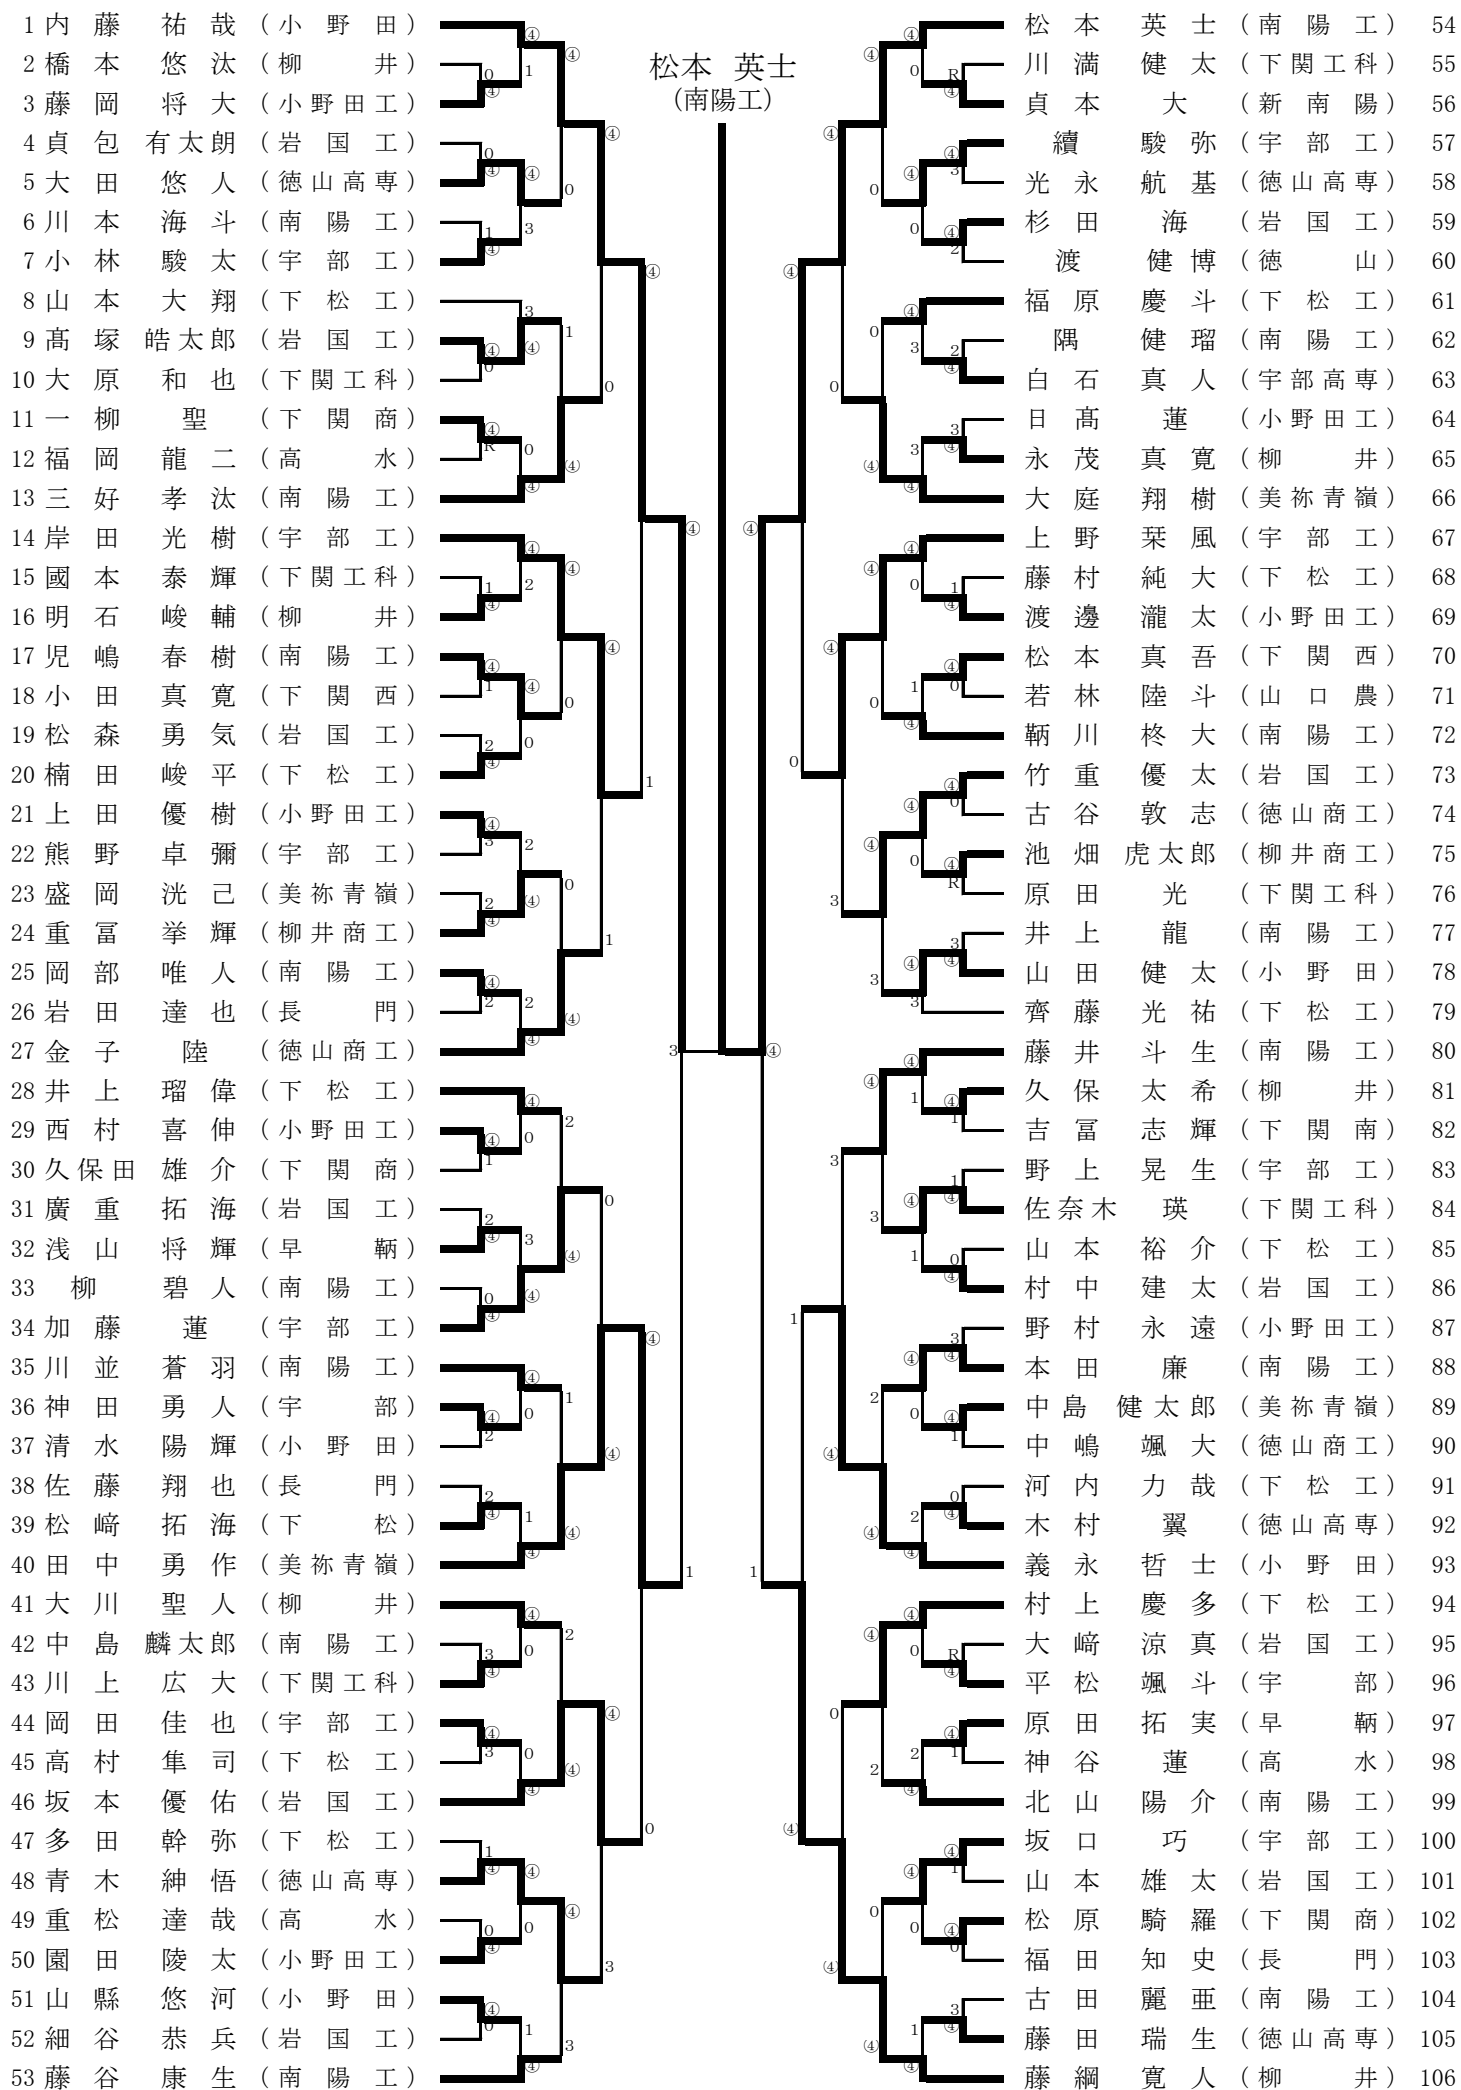 松本 英士
(南陽工)
1 内藤 祐哉 (小野田)
2 橋本 悠汰 (柳井)
3 藤岡 将大 (小野田工)
4 貞包 有太朗 (岩国工)
5 大田 悠人 (徳山高専)
6 川本 海斗 (南陽工)
7 小林 駿太 (宇部工)
8 山本 大翔 (下松工)
9 髙塚 皓太郎 (岩国工)
10 大原 和也 (下関工科)
11 一柳 聖 (下関商)
12 福岡 龍二 (高水)
13 三好 孝汰 (南陽工)
14 岸田 光樹 (宇部工)
15 國本 泰輝 (下関工科)
16 明石 峻輔 (柳井)
17 児嶋 春樹 (南陽工)
18 小田 真寛 (下関西)
19 松森 勇気 (岩国工)
20 楠田 峻平 (下松工)
21 上田 優樹 (小野田工)
22 熊野 卓彌 (宇部工)
23 盛岡 洸己 (美祢青嶺)
24 重冨 挙輝 (柳井商工)
25 岡部 唯人 (南陽工)
26 岩田 達也 (長門)
27 金子 陸 (徳山商工)
28 井上 瑠偉 (下松工)
29 西村 喜伸 (小野田工)
30 久保田 雄介 (下関商)
31 廣重 拓海 (岩国工)
32 浅山 将輝 (早鞆)
33 柳 碧人 (南陽工)
34 加藤 蓮 (宇部工)
35 川並 蒼羽 (南陽工)
36 神田 勇人 (宇部)
37 清水 陽輝 (小野田)
38 佐藤 翔也 (長門)
39 松﨑 拓海 (下松)
40 田中 勇作 (美祢青嶺)
41 大川 聖人 (柳井)
42 中島 麟太郎 (南陽工)
43 川上 広大 (下関工科)
44 岡田 佳也 (宇部工)
45 高村 隼司 (下松工)
46 坂本 優佑 (岩国工)
47 多田 幹弥 (下松工)
48 青木 紳悟 (徳山高専)
49 重松 達哉 (高水)
50 園田 陵太 (小野田工)
51 山縣 悠河 (小野田)
52 細谷 恭兵 (岩国工)
53 藤谷 康生 (南陽工)
松本 英士 (南陽工) 54
川満 健太 (下関工科) 55
貞本 大 (新南陽) 56
續 駿弥 (宇部工) 57
光永 航基 (徳山高専) 58
杉田 海 (岩国工) 59
渡 健博 (徳山) 60
福原 慶斗 (下松工) 61
隅 健瑠 (南陽工) 62
白石 真人 (宇部高専) 63
日髙 蓮 (小野田工) 64
永茂 真寛 (柳井) 65
大庭 翔樹 (美祢青嶺) 66
上野 栞風 (宇部工) 67
藤村 純大 (下松工) 68
渡邊 瀧太 (小野田工) 69
松本 真吾 (下関西) 70
若林 陸斗 (山口農) 71
鞆川 柊大 (南陽工) 72
竹重 優太 (岩国工) 73
古谷 敦志 (徳山商工) 74
池畑 虎太郎 (柳井商工) 75
原田 光 (下関工科) 76
井上 龍 (南陽工) 77
山田 健太 (小野田) 78
齊藤 光祐 (下松工) 79
藤井 斗生 (南陽工) 80
久保 太希 (柳井) 81
吉冨 志輝 (下関南) 82
野上 晃生 (宇部工) 83
佐奈木 瑛 (下関工科) 84
山本 裕介 (下松工) 85
村中 建太 (岩国工) 86
野村 永遠 (小野田工) 87
本田 廉 (南陽工) 88
中島 健太郎 (美祢青嶺) 89
中嶋 颯大 (徳山商工) 90
河内 力哉 (下松工) 91
木村 翼 (徳山高専) 92
義永 哲士 (小野田) 93
村上 慶多 (下松工) 94
大﨑 涼真 (岩国工) 95
平松 颯斗 (宇部) 96
原田 拓実 (早鞆) 97
神谷 蓮 (高水) 98
北山 陽介 (南陽工) 99
坂口 巧 (宇部工) 100
山本 雄太 (岩国工) 101
松原 騎羅 (下関商) 102
福田 知史 (長門) 103
古田 麗亜 (南陽工) 104
藤田 瑞生 (徳山高専) 105
藤綱 寛人 (柳井) 106